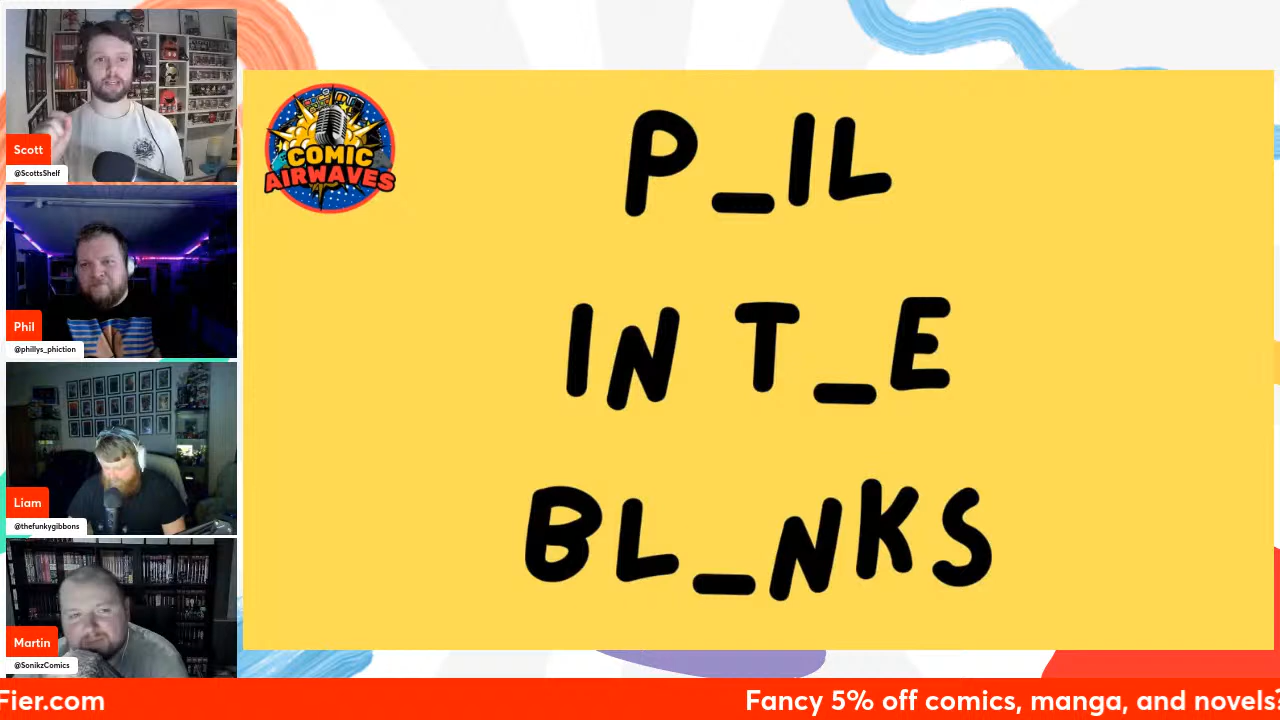 Scott
@ScottsShelf
Phil
@phillys_phiction
Liam
@thefunkygibbons
Martin
@SonikzComics
COMIC
AIRWAVES
P_IL
IN T_E
BL_NKS
Fier.com
Fancy 5% off comics, manga, and novels?